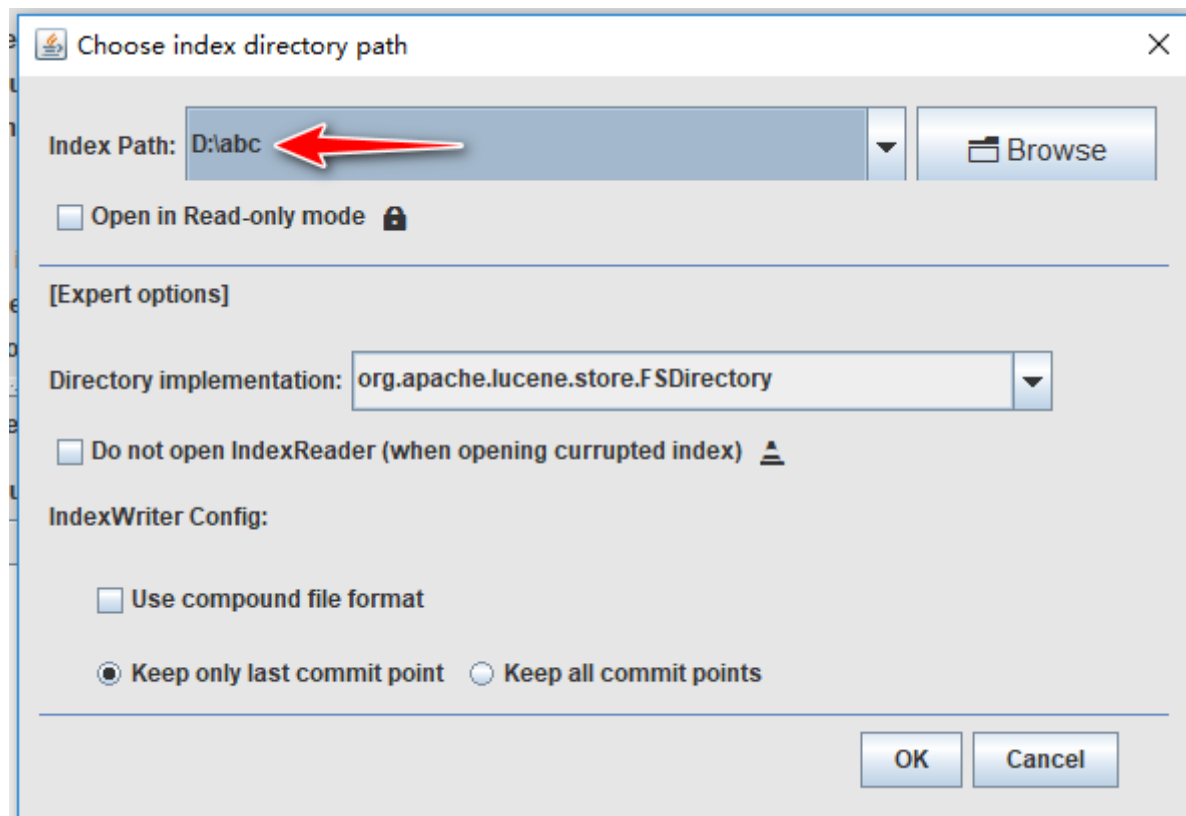 Choose index directory path
Index Path: D:\abc Browse
Open in Read-only mode
[Expert options]
Directory implementation: org.apache.lucene.store.FSDirectory
Do not open IndexReader (when opening currupted index)
IndexWriter Config:
Use compound file format
Keep only last commit point Keep all commit points
OK Cancel